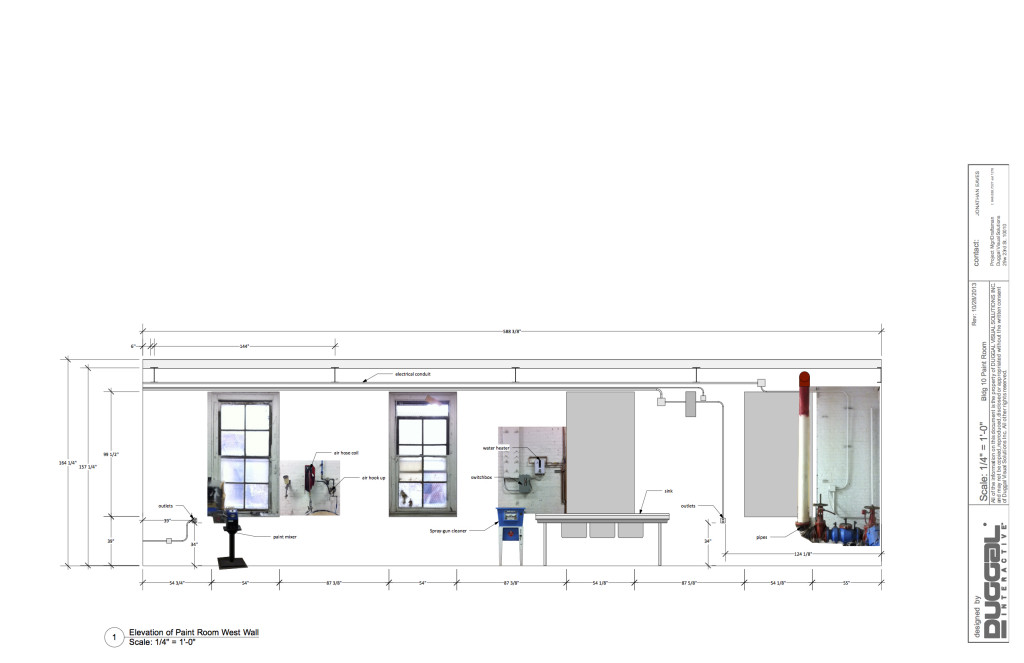 588 3/8"
6"
144"
electrical conduit
164 1/4"
157 1/4"
99 1/2"
38"
air hose coil
air hook up
water heater
switchbox
sink
outlets
33"
34"
paint mixer
Spray gun cleaner
outlets
34"
pipes
124 1/8"
54 3/4"
54"
87 3/8"
54"
87 3/8"
54 1/8"
87 5/8"
54 1/8"
55"
1
Elevation of Paint Room West Wall
Scale: 1/4" = 1'-0"
contact:
JONATHAN EAVES
Project Mgr/Draftsman
Duggal Visual Solutions
29w 23rd St. 10010
Rev: 10/28/2013
Bldg 10 Paint Room
Scale: 1/4" = 1'-0"
All of the information on this document is the property of DUGGAL VISUAL SOLUTIONS INC.
and may not be copied, reproduced, disclosed or appropriated without the written consent
of Duggal Visual Solutions Inc. All other rights reserved.
designed by
DUGGAL
INTERACTIVE